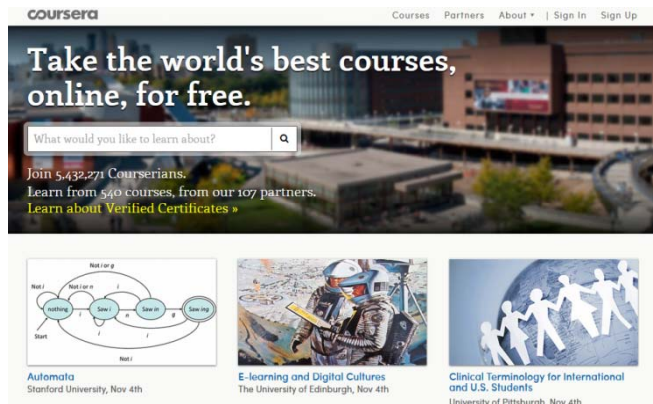 coursera
Courses Partners About ▾ | Sign In Sign Up
Take the world's best courses,
online, for free.
What would you like to learn about?
Join 5,432,271 Courserians.
Learn from 540 courses, from our 107 partners.
Learn about Verified Certificates »
Not i or g
Not i
Not i or n
i
nothing
Saw i
Saw in
Saw ing
i
n
g
Start
i
i
Not i
Automata
Stanford University, Nov 4th
E-learning and Digital Cultures
The University of Edinburgh, Nov 4th
Clinical Terminology for International
and U.S. Students
University of Pittsburgh, Nov 4th